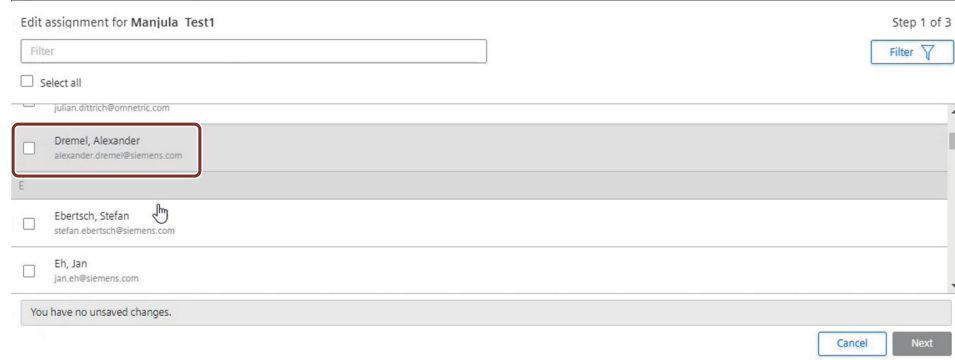 Edit assignment for Manjula Test1
Step 1 of 3
Filter
Filter
Select all
julian.dittrich@omnetric.com
Dremel, Alexander
alexander.dremel@siemens.com
E
Ebertsch, Stefan
stefan.ebertsch@siemens.com
Eh, Jan
jan.eh@siemens.com
You have no unsaved changes.
Cancel
Next